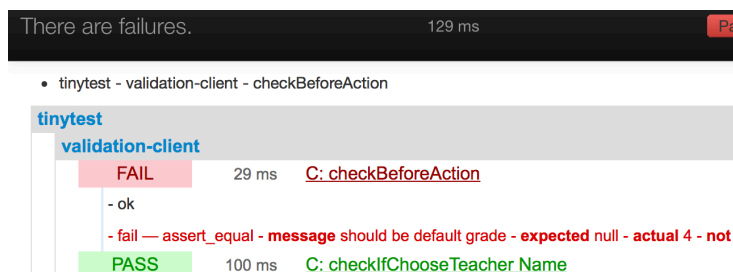 There are failures. 129 ms Pa
• tinytest - validation-client - checkBeforeAction
tinytest
validation-client
FAIL 29 ms C: checkBeforeAction
- ok
- fail — assert_equal - message should be default grade - expected null - actual 4 - not
PASS 100 ms C: checkIfChooseTeacher Name